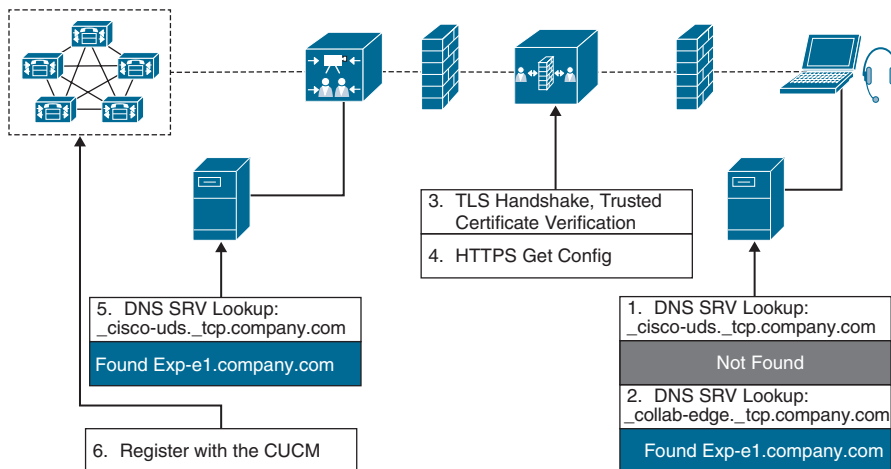 3. TLS Handshake, Trusted
Certificate Verification
4. HTTPS Get Config
5. DNS SRV Lookup:
_cisco-uds._tcp.company.com
Found Exp-e1.company.com
1. DNS SRV Lookup:
_cisco-uds._tcp.company.com
Not Found
2. DNS SRV Lookup:
_collab-edge._tcp.company.com
Found Exp-e1.company.com
6. Register with the CUCM